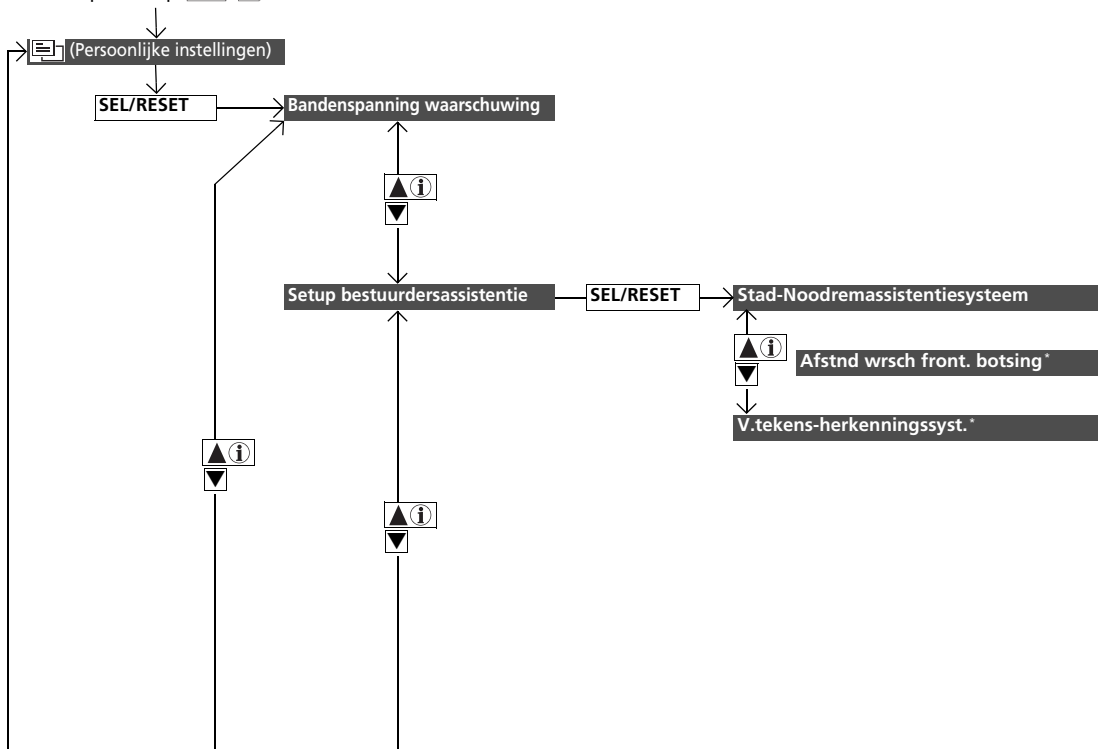 (Persoonlijke instellingen)
SEL/RESET
Bandenspanning waarschuwing
Setup bestuurdersassistentie
SEL/RESET
Stad-Noodremassistentiesysteem
Afstnd wrsch front. botsing*
V.tekens-herkenningssyst.*